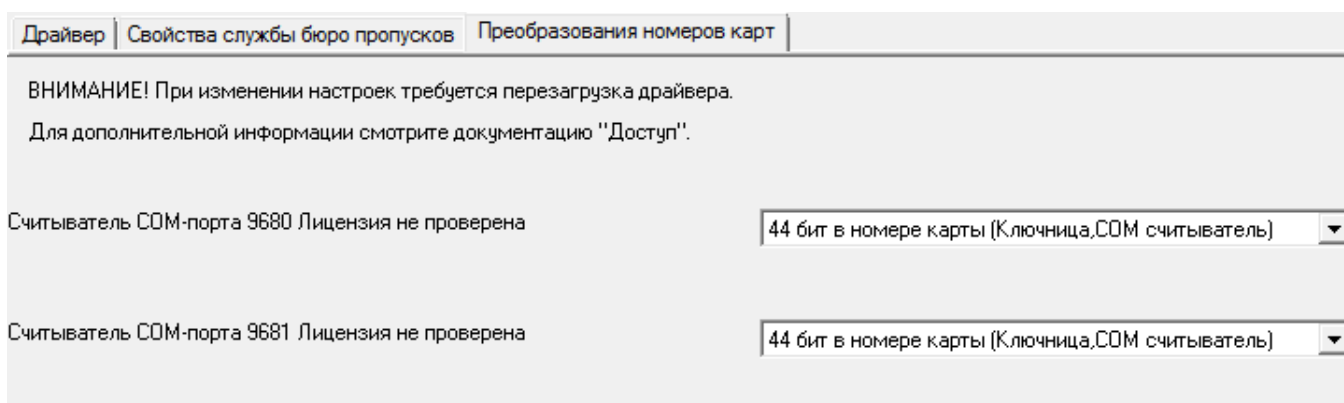 Драйвер Свойства службы бюро пропусков Преобразования номеров карт
ВНИМАНИЕ! При изменении настроек требуется перезагрузка драйвера.
Для дополнительной информации смотрите документацию "Доступ".
Считыватель COM-порта 9680 Лицензия не проверена 44 бит в номере карты (Ключница,COM считыватель)
Считыватель COM-порта 9681 Лицензия не проверена 44 бит в номере карты (Ключница,COM считыватель)